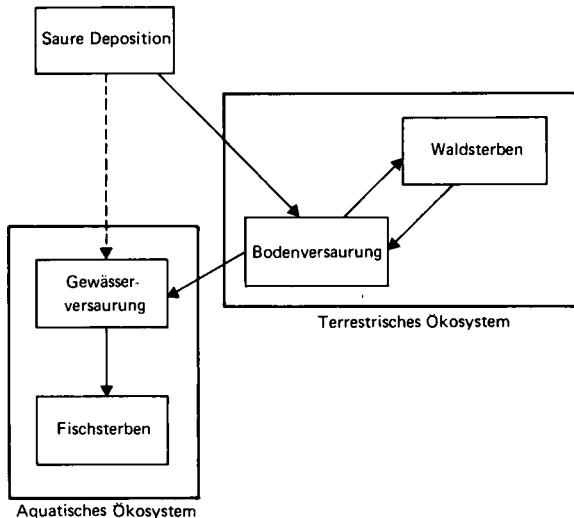 Saure Deposition
Waldsterben
Bodenversaurung
Gewässer-
versaurung
Terrestrisches Ökosystem
Fischsterben
Aquatisches Ökosystem